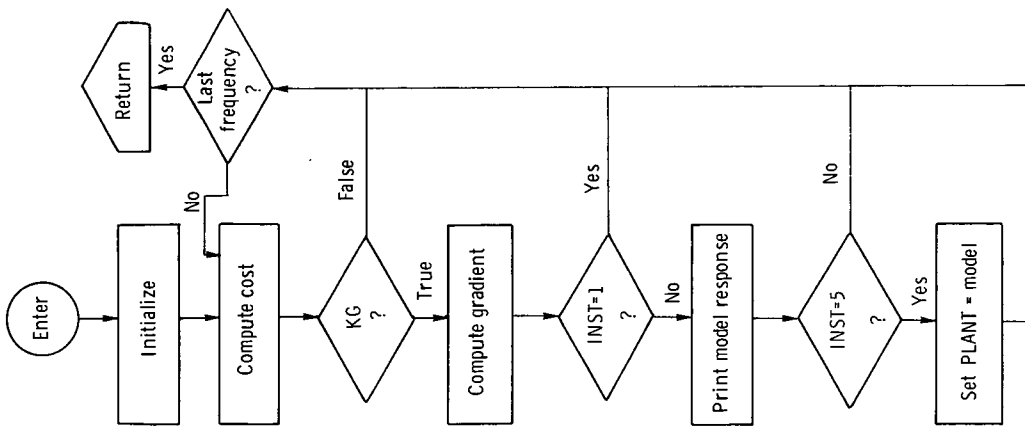 Enter
Initialize
Compute cost
KG
?
True
False
Compute gradient
INST=1
?
Yes
No
Print model response
INST=5
?
No
Yes
Set PLANT = model
Last
frequency
?
No
Yes
Return